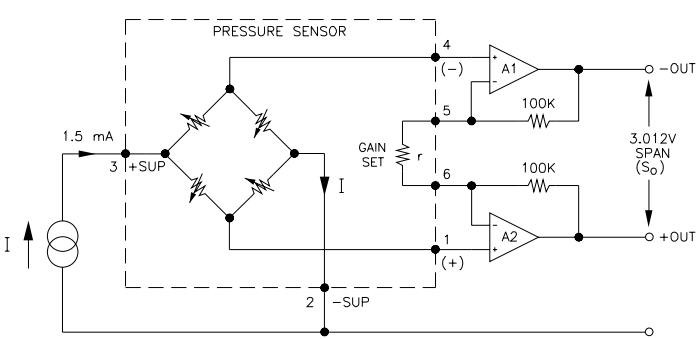 PRESSURE SENSOR
4
(−)
+
A1
−
−OUT
5
100K
1.5 mA
3
+SUP
GAIN
SET
r
3.012V
SPAN
(So)
I
6
100K
I
−
A2
+
+OUT
1
(+)
2
−SUP